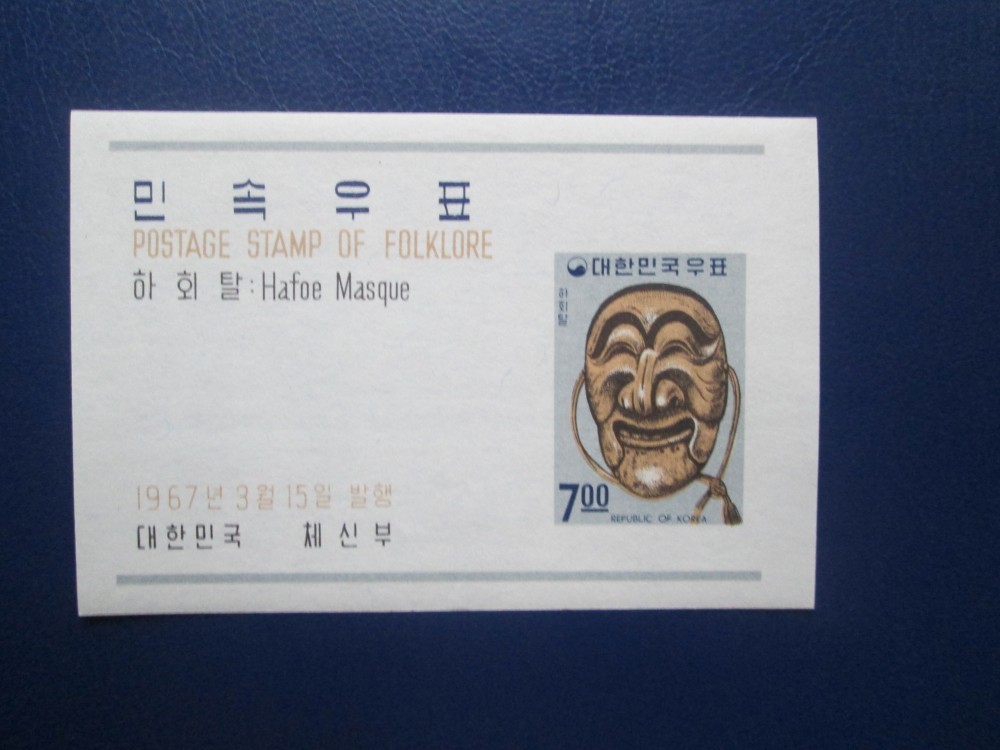 민 속 우 표
POSTAGE STAMP OF FOLKLORE
하 회 탈 : Hafoe Masque
1967년 3월 15일 발행
대한민국 체신부
대한민국우표
하회탈
7 00
REPUBLIC OF KOREA